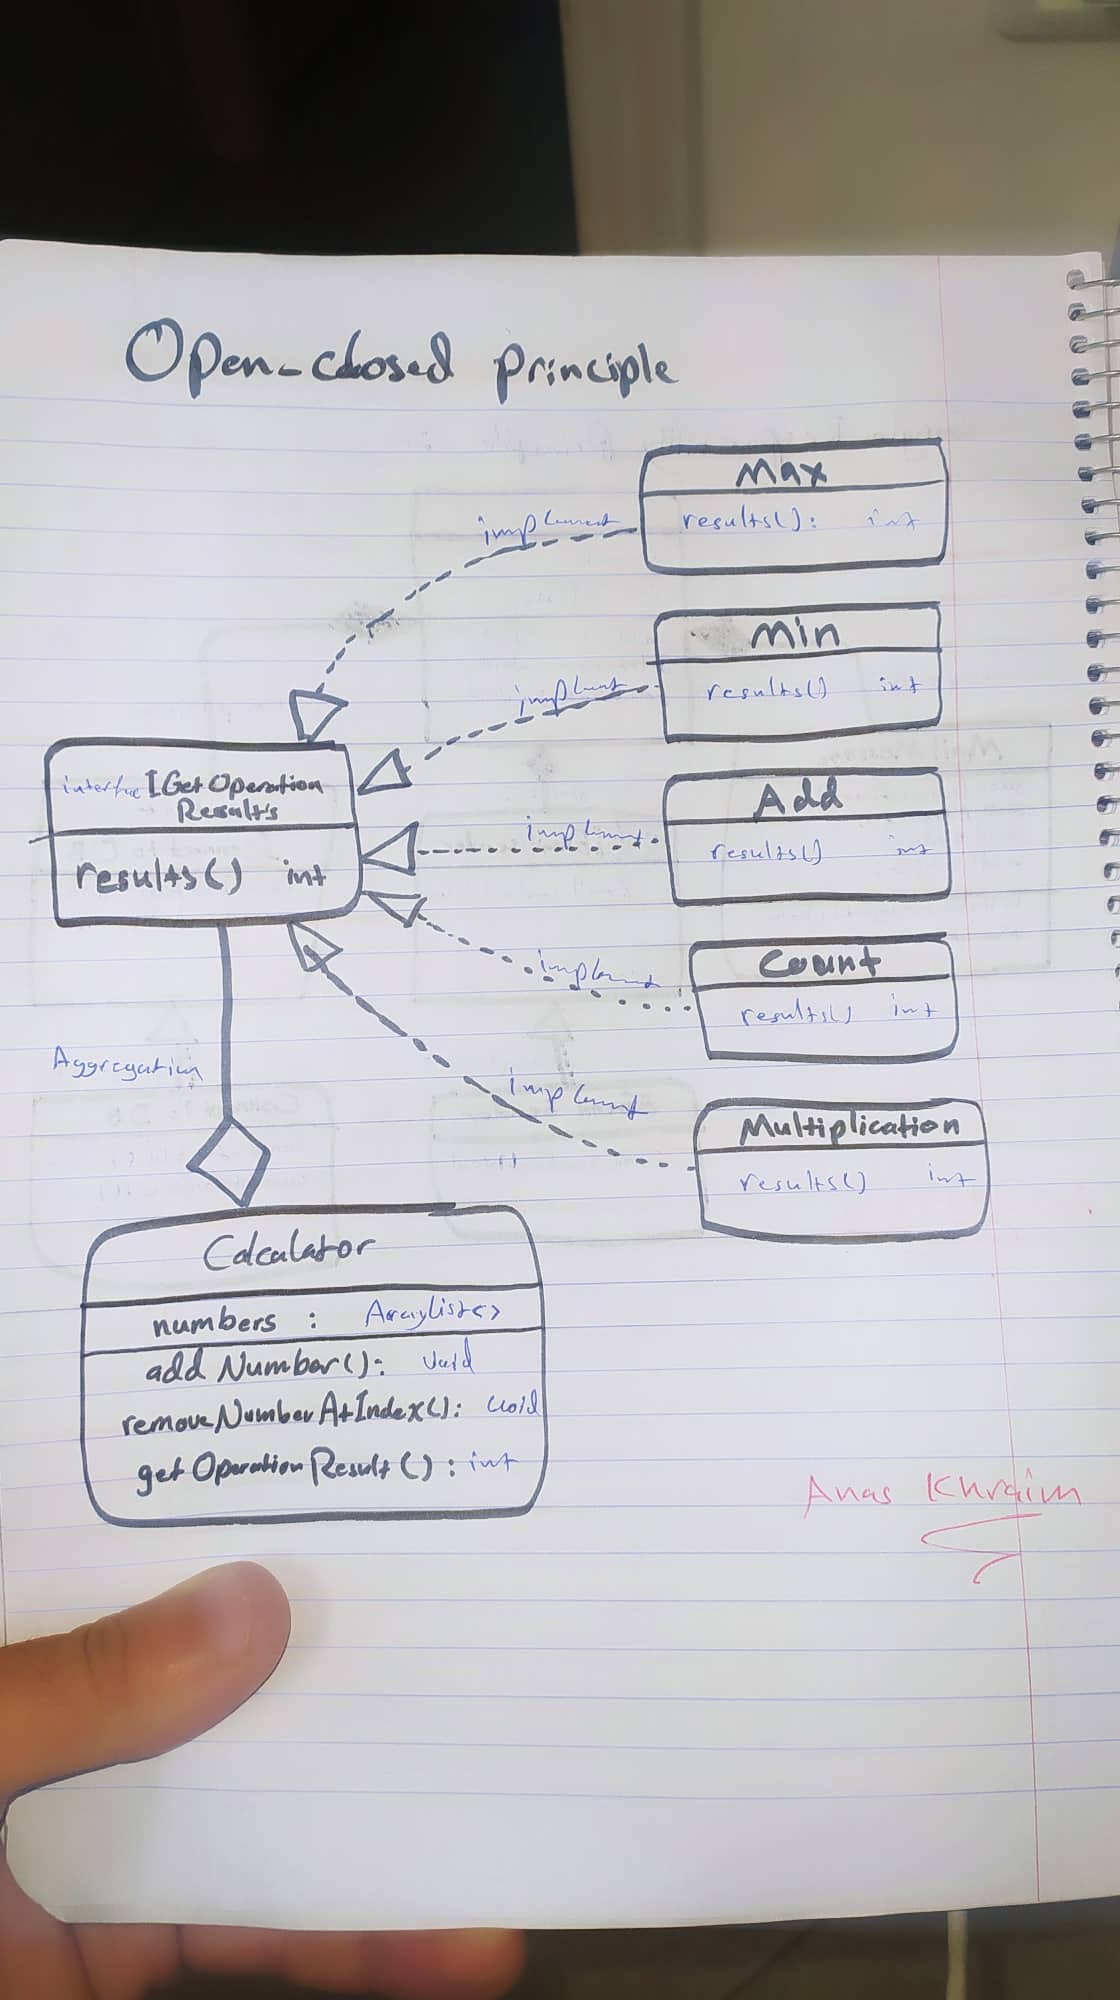 Open-closed principle
Max
results(): int
implement
Min
results() int
implement
Add
results() int
implement
Count
results() int
implement
Multiplication
results() int
implement
interface IGetOperation
Results
results() int
Aggregation
Calculator
numbers : ArrayList<>
addNumber(): void
removeNumberAtIndex(): void
getOperationResult(): int
Anas Khraim